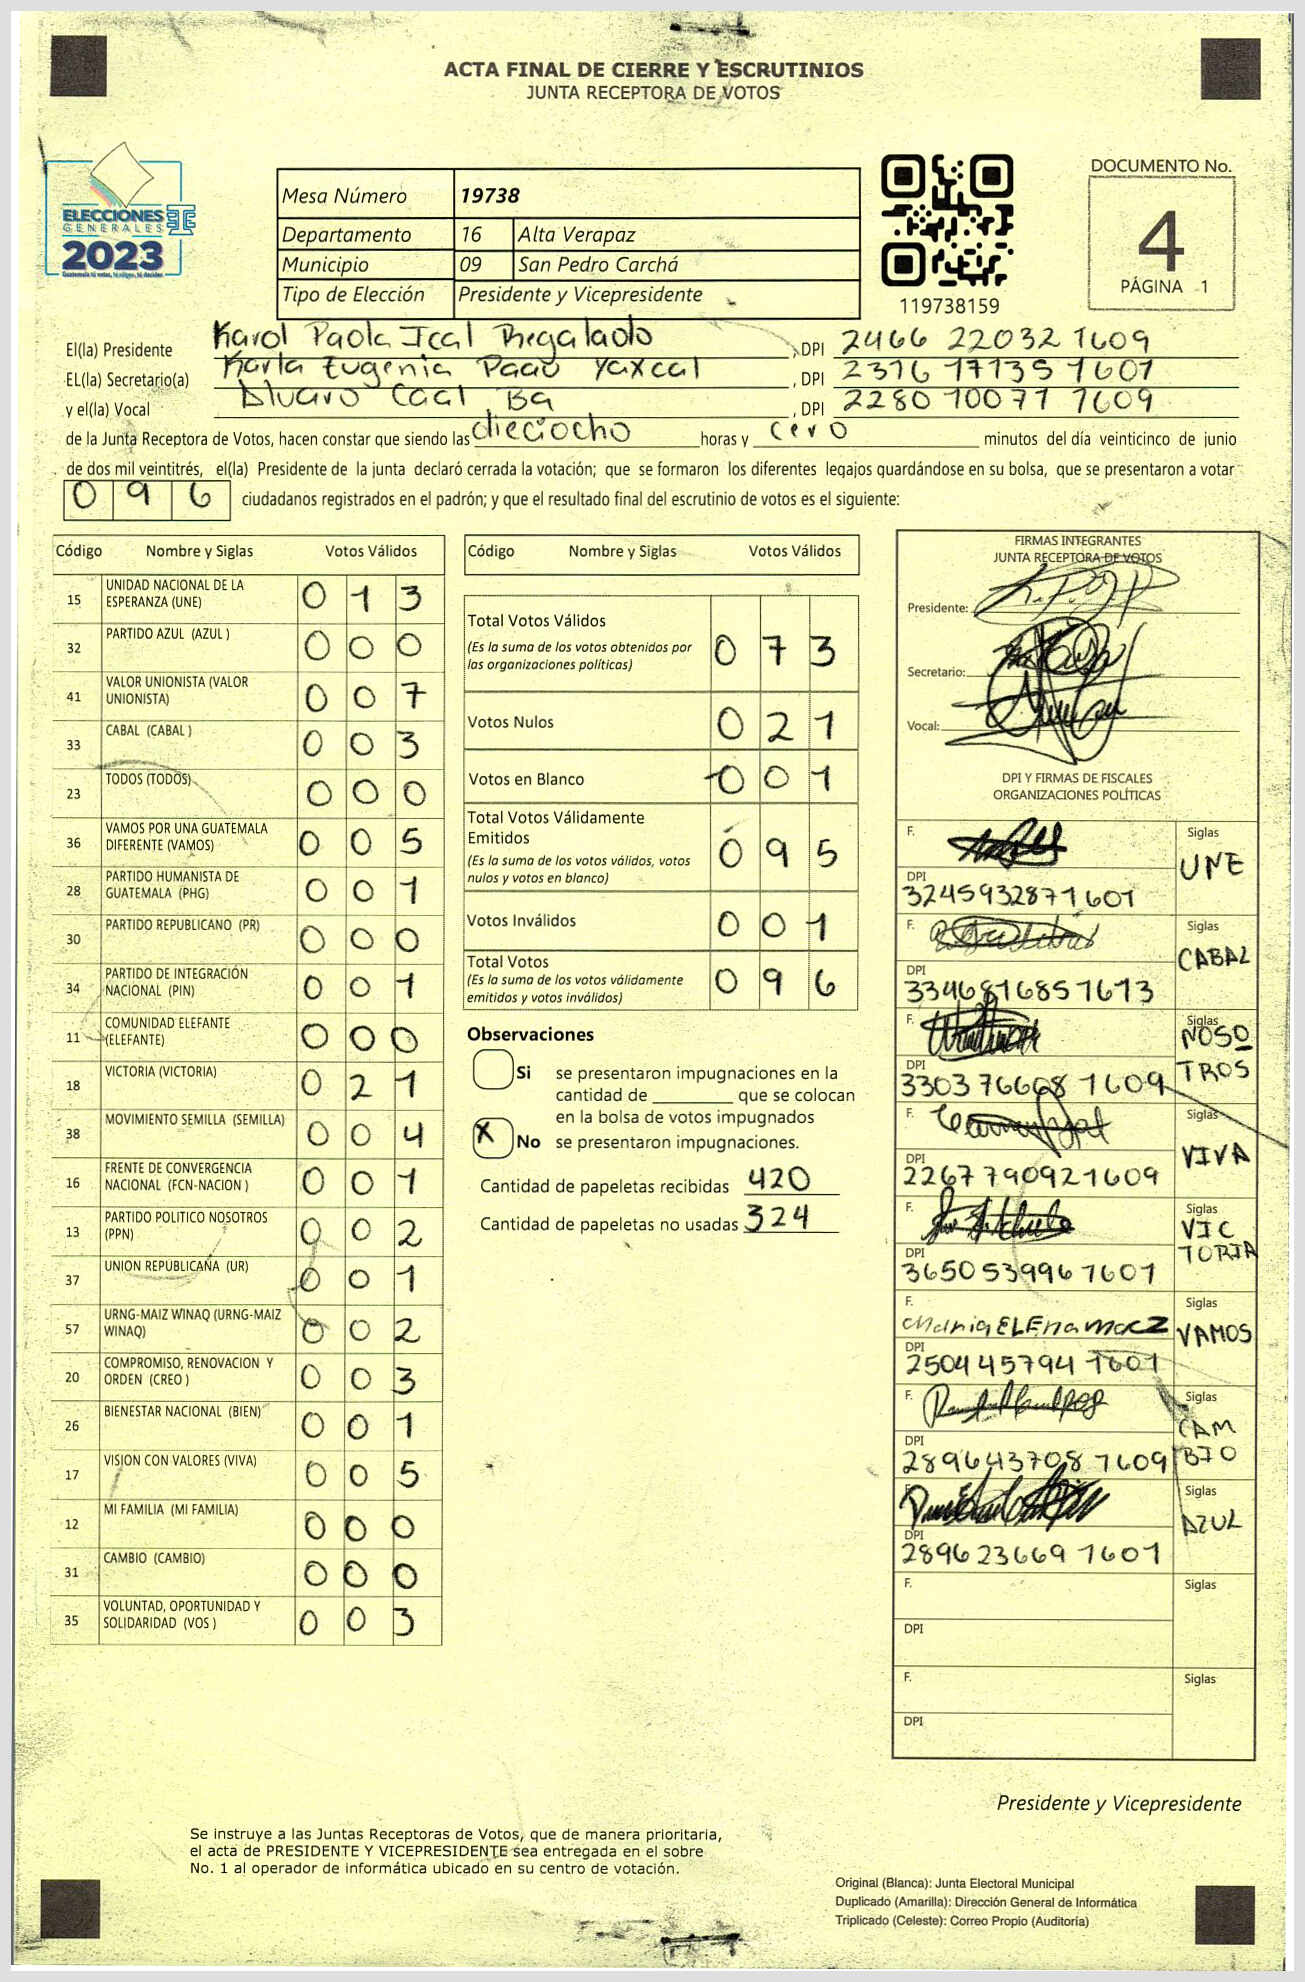 ACTA FINAL DE CIERRE Y ESCRUTINIOS
JUNTA RECEPTORA DE VOTOS
ELECCIONES
GENERALES
2023
Mesa Número 19738
Departamento 16 Alta Verapaz
Municipio 09 San Pedro Carchá
Tipo de Elección Presidente y Vicepresidente
119738159
DOCUMENTO No.
4
PÁGINA 1
El(la) Presidente Karol Paola Ical Regalado, DPI 2466 22032 1609
EL(la) Secretario(a) Karla Eugenia Paau Yaxcal, DPI 2316 17735 1601
y el(la) Vocal Alvaro Caal Ba, DPI 2280 10077 1609
de la Junta Receptora de Votos, hacen constar que siendo las dieciocho horas y cero minutos del día veinticinco de junio
de dos mil veintitrés, el(la) Presidente de la junta declaró cerrada la votación; que se formaron los diferentes legajos guardándose en su bolsa, que se presentaron a votar
0 9 6 ciudadanos registrados en el padrón; y que el resultado final del escrutinio de votos es el siguiente:
Código Nombre y Siglas Votos Válidos
15 UNIDAD NACIONAL DE LA ESPERANZA (UNE) 0 1 3
32 PARTIDO AZUL (AZUL ) 0 0 0
41 VALOR UNIONISTA (VALOR UNIONISTA) 0 0 7
33 CABAL (CABAL ) 0 0 3
23 TODOS (TODOS) 0 0 0
36 VAMOS POR UNA GUATEMALA DIFERENTE (VAMOS) 0 0 5
28 PARTIDO HUMANISTA DE GUATEMALA (PHG) 0 0 1
30 PARTIDO REPUBLICANO (PR) 0 0 0
34 PARTIDO DE INTEGRACIÓN NACIONAL (PIN) 0 0 1
11 COMUNIDAD ELEFANTE (ELEFANTE) 0 0 0
18 VICTORIA (VICTORIA) 0 2 1
38 MOVIMIENTO SEMILLA (SEMILLA) 0 0 4
16 FRENTE DE CONVERGENCIA NACIONAL (FCN-NACION ) 0 0 1
13 PARTIDO POLITICO NOSOTROS (PPN) 0 0 2
37 UNION REPUBLICANA (UR) 0 0 1
57 URNG-MAIZ WINAQ (URNG-MAIZ WINAQ) 0 0 2
20 COMPROMISO, RENOVACION Y ORDEN (CREO ) 0 0 3
26 BIENESTAR NACIONAL (BIEN) 0 0 1
17 VISION CON VALORES (VIVA) 0 0 5
12 MI FAMILIA (MI FAMILIA) 0 0 0
31 CAMBIO (CAMBIO) 0 0 0
35 VOLUNTAD, OPORTUNIDAD Y SOLIDARIDAD (VOS ) 0 0 3
Código Nombre y Siglas Votos Válidos
Total Votos Válidos
(Es la suma de los votos obtenidos por
las organizaciones políticas) 0 7 3
Votos Nulos 0 2 1
Votos en Blanco 0 0 1
Total Votos Válidamente
Emitidos
(Es la suma de los votos válidos, votos
nulos y votos en blanco) 0 9 5
Votos Inválidos 0 0 1
Total Votos
(Es la suma de los votos válidamente
emitidos y votos inválidos) 0 9 6
Observaciones
Si se presentaron impugnaciones en la
cantidad de ________ que se colocan
en la bolsa de votos impugnados
X No se presentaron impugnaciones.
Cantidad de papeletas recibidas 420
Cantidad de papeletas no usadas 324
FIRMAS INTEGRANTES
JUNTA RECEPTORA DE VOTOS
Presidente:
Secretario:
Vocal:
DPI Y FIRMAS DE FISCALES
ORGANIZACIONES POLÍTICAS
F. Siglas
UNE
DPI
3245932871601
F. Siglas
CABAL
DPI
3346816851613
F. Siglas
NOSO
TROS
DPI
3303766681609
F. Siglas
VIVA
DPI
2267790921609
F. Siglas
VIC
TORIA
DPI
3650539961601
F. Maria ELEna macz Siglas
VAMOS
DPI
2504457941601
F. Siglas
CAM
BIO
DPI
2896437081609
F. Siglas
AZUL
DPI
2896236691601
F. Siglas
DPI
F. Siglas
DPI
Presidente y Vicepresidente
Se instruye a las Juntas Receptoras de Votos, que de manera prioritaria,
el acta de PRESIDENTE Y VICEPRESIDENTE sea entregada en el sobre
No. 1 al operador de informática ubicado en su centro de votación.
Original (Blanca): Junta Electoral Municipal
Duplicado (Amarilla): Dirección General de Informática
Triplicado (Celeste): Correo Propio (Auditoría)